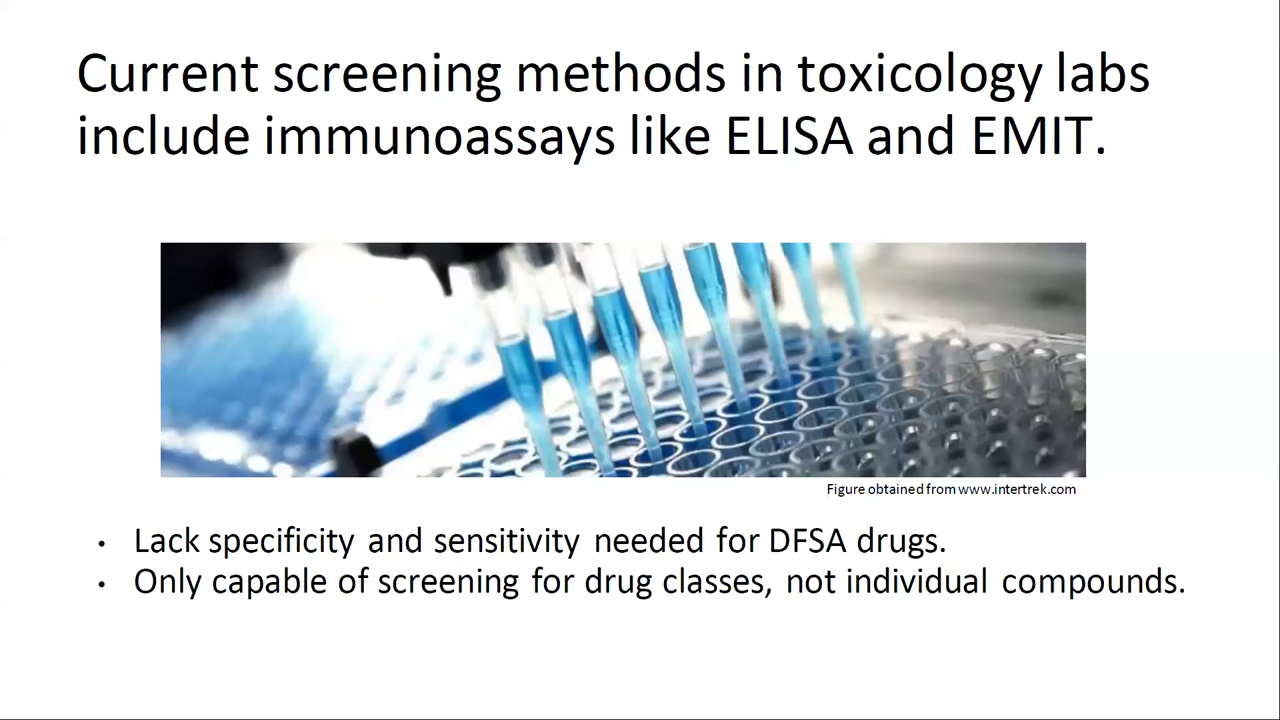 Current screening methods in toxicology labs
include immunoassays like ELISA and EMIT.
Figure obtained from www.intertrek.com
• Lack specificity and sensitivity needed for DFSA drugs.
• Only capable of screening for drug classes, not individual compounds.